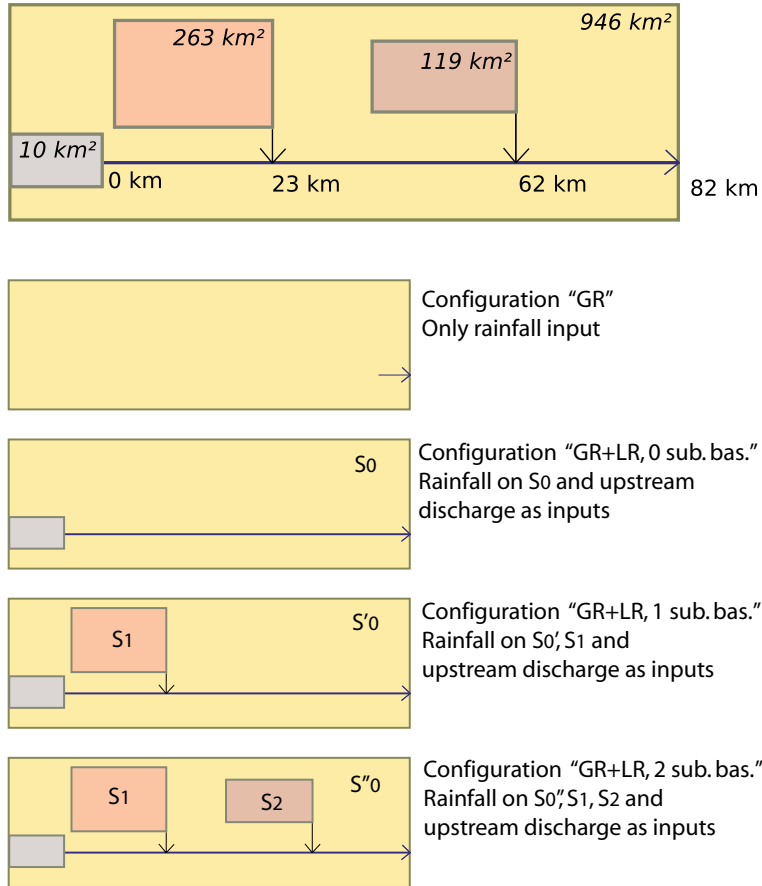 263 km²
946 km²
119 km²
10 km²
0 km
23 km
62 km
82 km
Configuration “GR”
Only rainfall input
S0
Configuration “GR+LR, 0 sub. bas.”
Rainfall on S0 and upstream
discharge as inputs
S1
S'0
Configuration “GR+LR, 1 sub. bas.”
Rainfall on S0', S1 and
upstream discharge as inputs
S1
S2
S"0
Configuration “GR+LR, 2 sub. bas.”
Rainfall on S0", S1, S2 and
upstream discharge as inputs